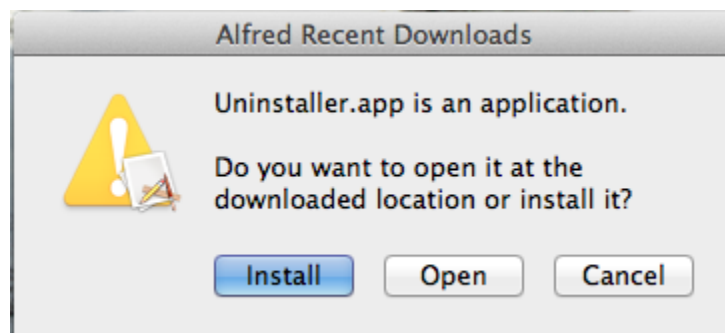 Alfred Recent Downloads
Uninstaller.app is an application.
Do you want to open it at the
downloaded location or install it?
Install
Open
Cancel